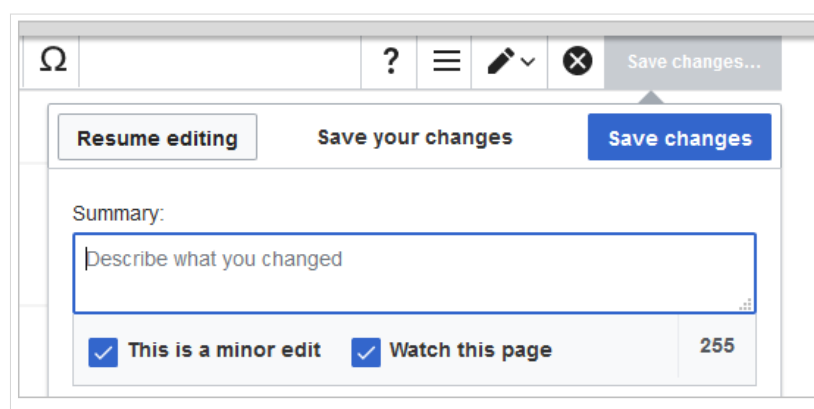 Ω ? Save changes...
Resume editing Save your changes Save changes
Summary:
Describe what you changed
This is a minor edit Watch this page 255